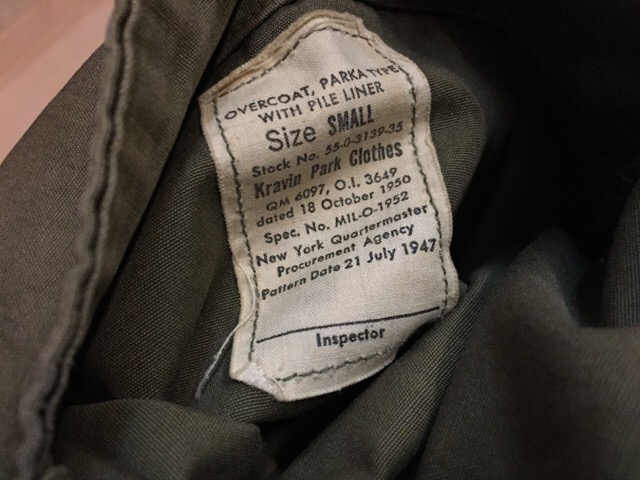 OVERCOAT, PARKA TYPE
WITH PILE LINER
Size SMALL
Stock No. 55-0-3139-35
Kravin Park Clothes
QM 6097, O.I. 3649
dated 18 October 1950
Spec. No. MIL-O-1952
New York Quartermaster
Procurement Agency
Pattern Date 21 July 1947
Inspector